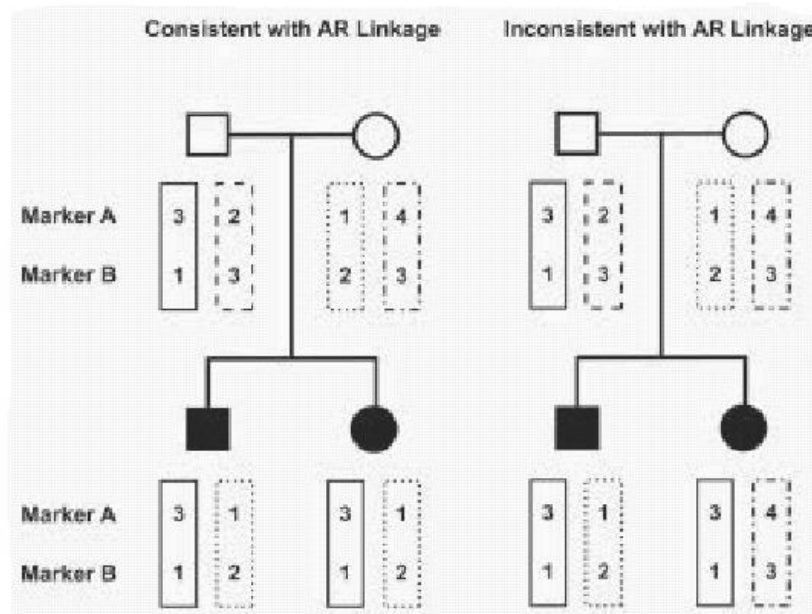 Consistent with AR Linkage Inconsistent with AR Linkage
Marker A 3 2 1 4 3 2 1 4
Marker B 1 3 2 3 1 3 2 3
Marker A 3 1 3 1 3 1 3 4
Marker B 1 2 1 2 1 2 1 3